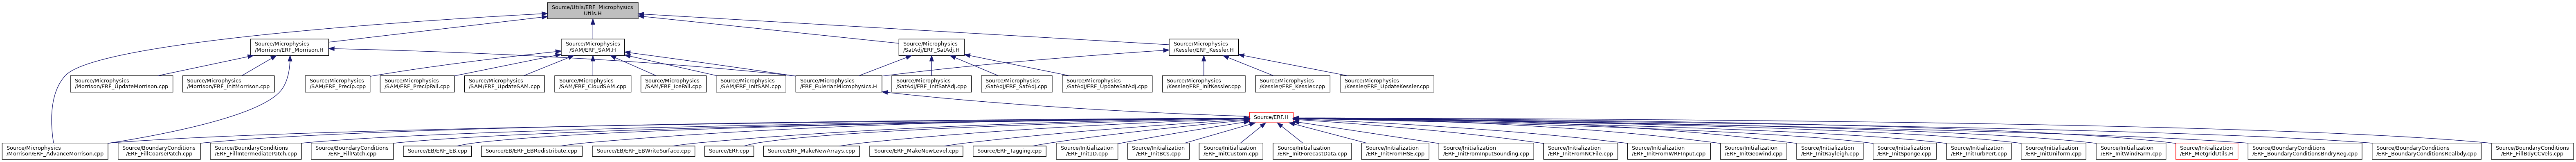 Source/Utils/ERF_Microphysics
Utils.H
Source/Microphysics
/Morrison/ERF_Morrison.H
Source/Microphysics
/SAM/ERF_SAM.H
Source/Microphysics
/SatAdj/ERF_SatAdj.H
Source/Microphysics
/Kessler/ERF_Kessler.H
Source/Microphysics
/Morrison/ERF_UpdateMorrison.cpp
Source/Microphysics
/Morrison/ERF_InitMorrison.cpp
Source/Microphysics
/SAM/ERF_Precip.cpp
Source/Microphysics
/SAM/ERF_PrecipFall.cpp
Source/Microphysics
/SAM/ERF_UpdateSAM.cpp
Source/Microphysics
/SAM/ERF_CloudSAM.cpp
Source/Microphysics
/SAM/ERF_IceFall.cpp
Source/Microphysics
/SAM/ERF_InitSAM.cpp
Source/Microphysics
/ERF_EulerianMicrophysics.H
Source/Microphysics
/SatAdj/ERF_InitSatAdj.cpp
Source/Microphysics
/SatAdj/ERF_SatAdj.cpp
Source/Microphysics
/SatAdj/ERF_UpdateSatAdj.cpp
Source/Microphysics
/Kessler/ERF_InitKessler.cpp
Source/Microphysics
/Kessler/ERF_Kessler.cpp
Source/Microphysics
/Kessler/ERF_UpdateKessler.cpp
Source/ERF.H
Source/Microphysics
/Morrison/ERF_AdvanceMorrison.cpp
Source/BoundaryConditions
/ERF_FillCoarsePatch.cpp
Source/BoundaryConditions
/ERF_FillIntermediatePatch.cpp
Source/BoundaryConditions
/ERF_FillPatch.cpp
Source/EB/ERF_EB.cpp
Source/EB/ERF_EBRedistribute.cpp
Source/EB/ERF_EBWriteSurface.cpp
Source/ERF.cpp
Source/ERF_MakeNewArrays.cpp
Source/ERF_MakeNewLevel.cpp
Source/ERF_Tagging.cpp
Source/Initialization
/ERF_Init1D.cpp
Source/Initialization
/ERF_InitBCs.cpp
Source/Initialization
/ERF_InitCustom.cpp
Source/Initialization
/ERF_InitForecastData.cpp
Source/Initialization
/ERF_InitFromHSE.cpp
Source/Initialization
/ERF_InitFromInputSounding.cpp
Source/Initialization
/ERF_InitFromNCFile.cpp
Source/Initialization
/ERF_InitFromWRFInput.cpp
Source/Initialization
/ERF_InitGeowind.cpp
Source/Initialization
/ERF_InitRayleigh.cpp
Source/Initialization
/ERF_InitSponge.cpp
Source/Initialization
/ERF_InitTurbPert.cpp
Source/Initialization
/ERF_InitUniform.cpp
Source/Initialization
/ERF_InitWindFarm.cpp
Source/Initialization
/ERF_MetgridUtils.H
Source/BoundaryConditions
/ERF_BoundaryConditionsBndryReg.cpp
Source/BoundaryConditions
/ERF_BoundaryConditionsRealbdy.cpp
Source/BoundaryConditions
/ERF_FillBdyCCVels.cpp